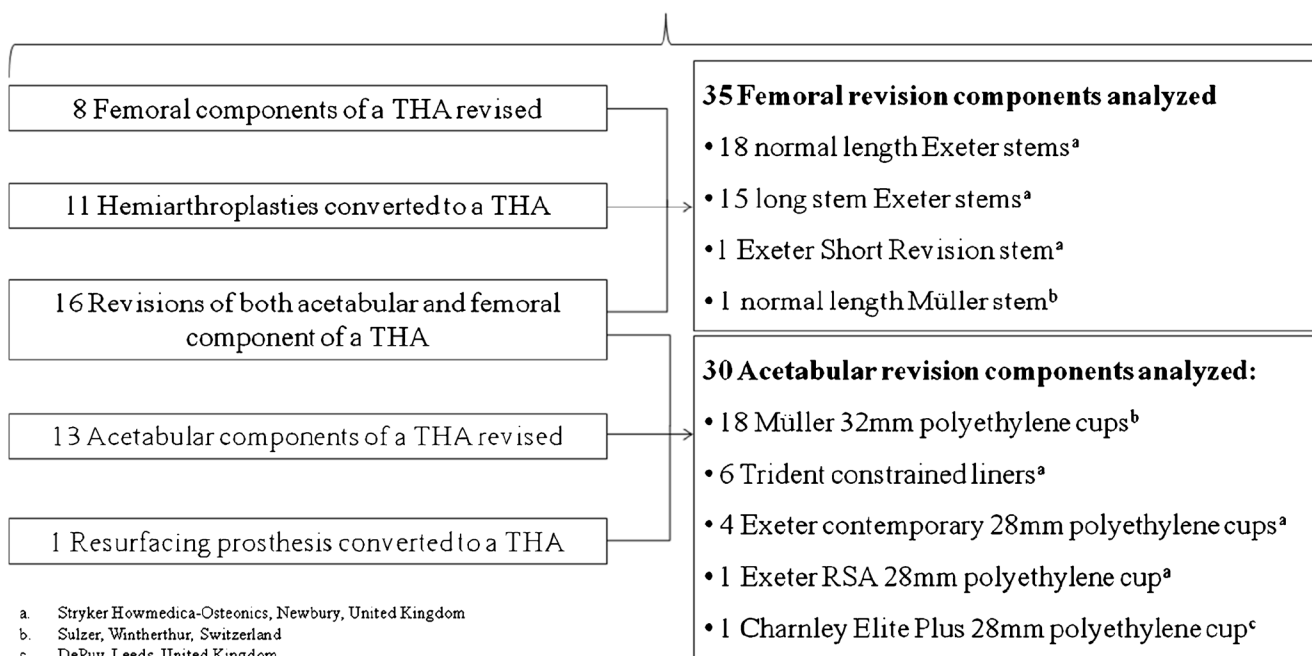 8 Femoral components of a THA revised
11 Hemiarthroplasties converted to a THA
16 Revisions of both acetabular and femoral
component of a THA
13 Acetabular components of a THA revised
1 Resurfacing prosthesis converted to a THA
a. Stryker Howmedica-Osteonics, Newbury, United Kingdom
b. Sulzer, Wintherthur, Switzerland
c. DePuy, Leeds, United Kingdom
35 Femoral revision components analyzed
• 18 normal length Exeter stemsᵃ
• 15 long stem Exeter stemsᵃ
• 1 Exeter Short Revision stemᵃ
• 1 normal length Müller stemᵇ
30 Acetabular revision components analyzed:
• 18 Müller 32mm polyethylene cupsᵇ
• 6 Trident constrained linersᵃ
• 4 Exeter contemporary 28mm polyethylene cupsᵃ
• 1 Exeter RSA 28mm polyethylene cupᵃ
• 1 Charnley Elite Plus 28mm polyethylene cupᶜ